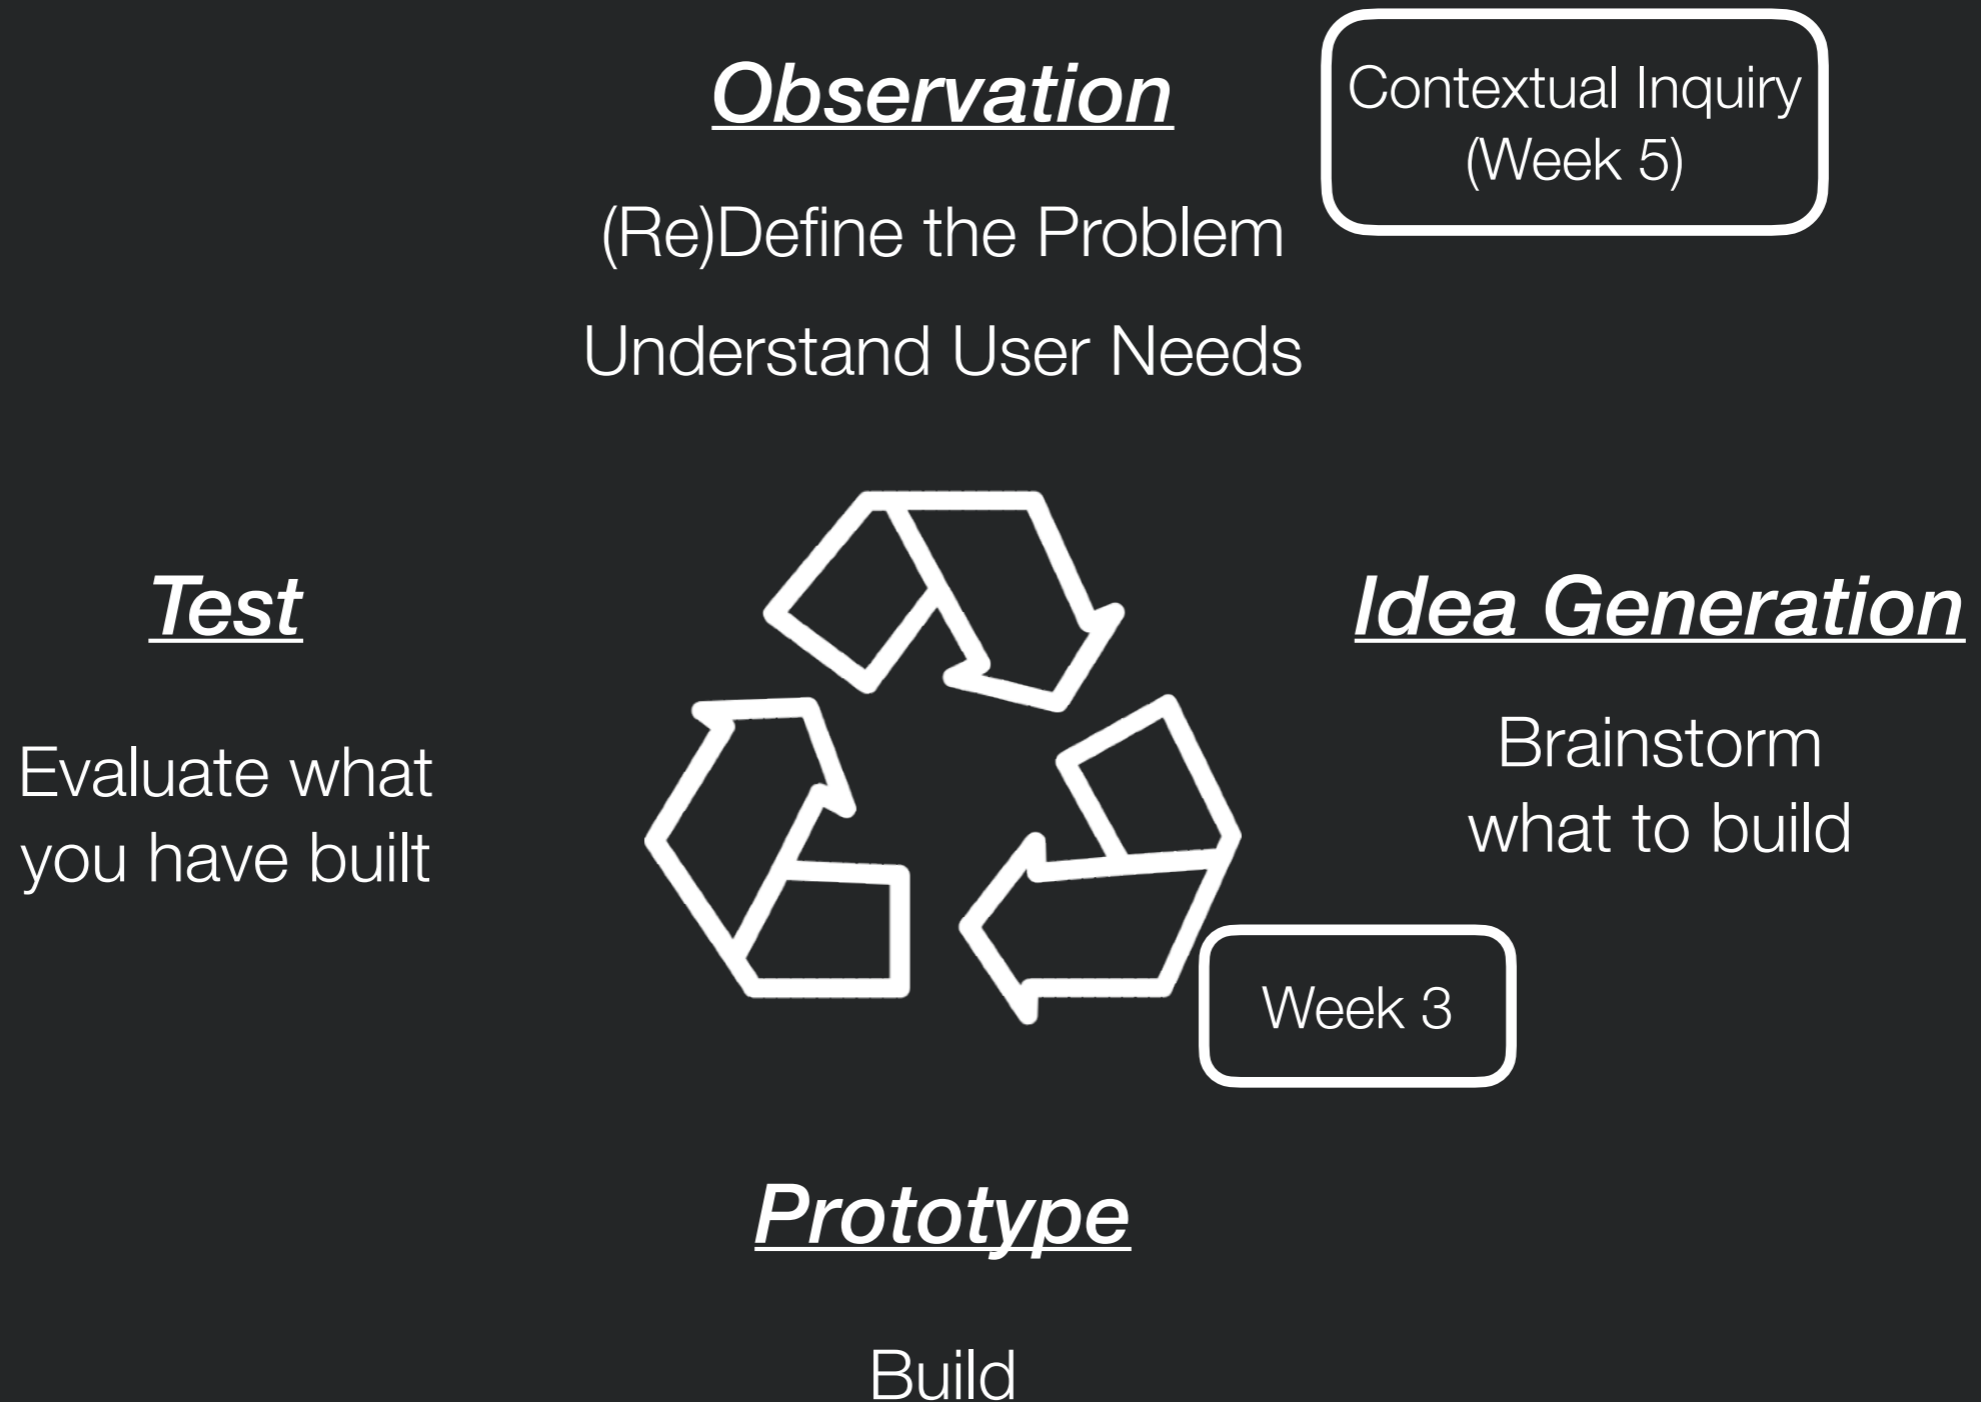 Observation
Contextual Inquiry
(Week 5)
(Re)Define the Problem
Understand User Needs
Test
Idea Generation
Evaluate what
you have built
Brainstorm
what to build
Week 3
Prototype
Build